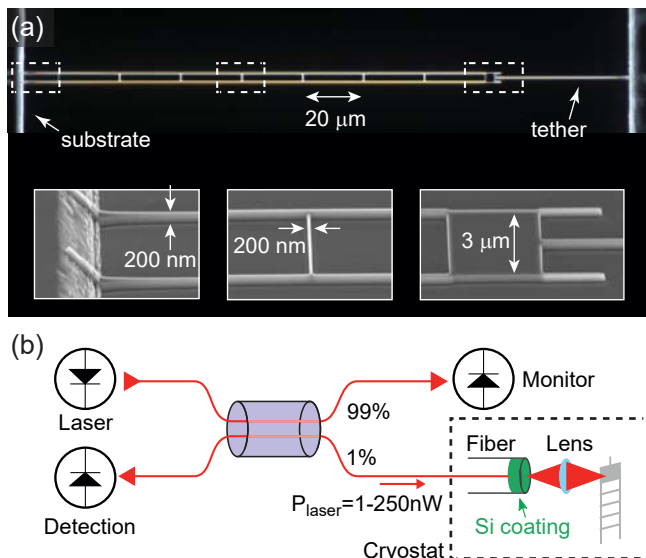 (a)
20 μm
substrate
tether
200 nm
200 nm
3 μm
(b)
Laser
Monitor
99%
1%
Fiber
Lens
P_laser=1-250nW
Detection
Si coating
Cryostat